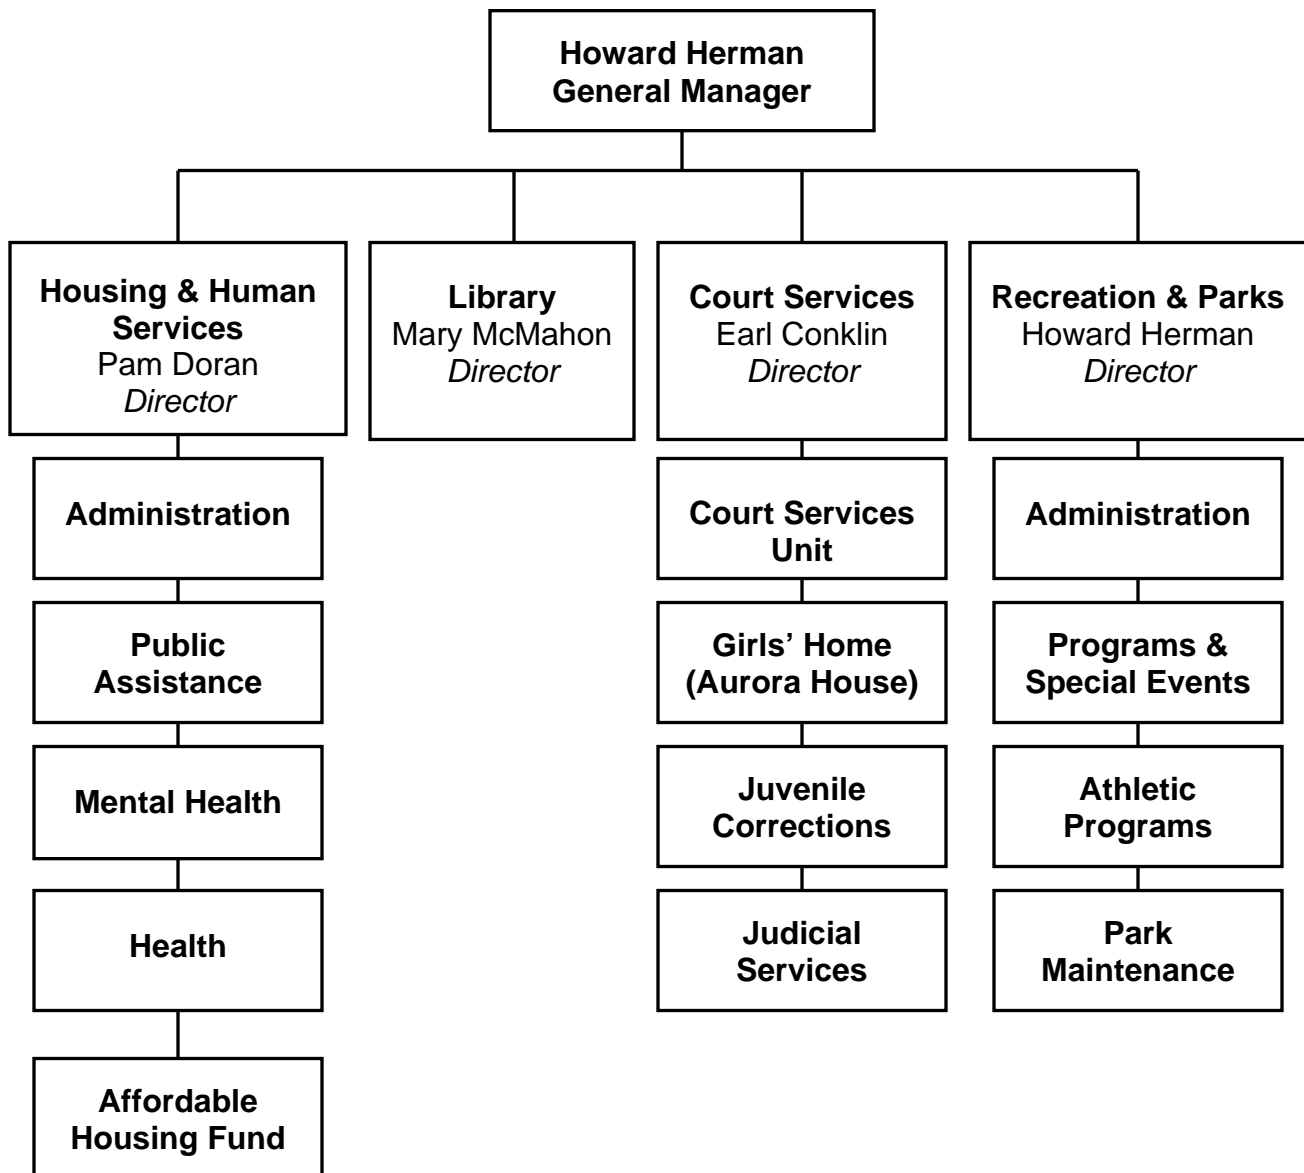 Howard Herman
General Manager
Housing & Human
Services
Pam Doran
Director
Library
Mary McMahon
Director
Court Services
Earl Conklin
Director
Recreation & Parks
Howard Herman
Director
Administration
Public
Assistance
Mental Health
Health
Affordable
Housing Fund
Court Services
Unit
Girls’ Home
(Aurora House)
Juvenile
Corrections
Judicial
Services
Administration
Programs &
Special Events
Athletic
Programs
Park
Maintenance